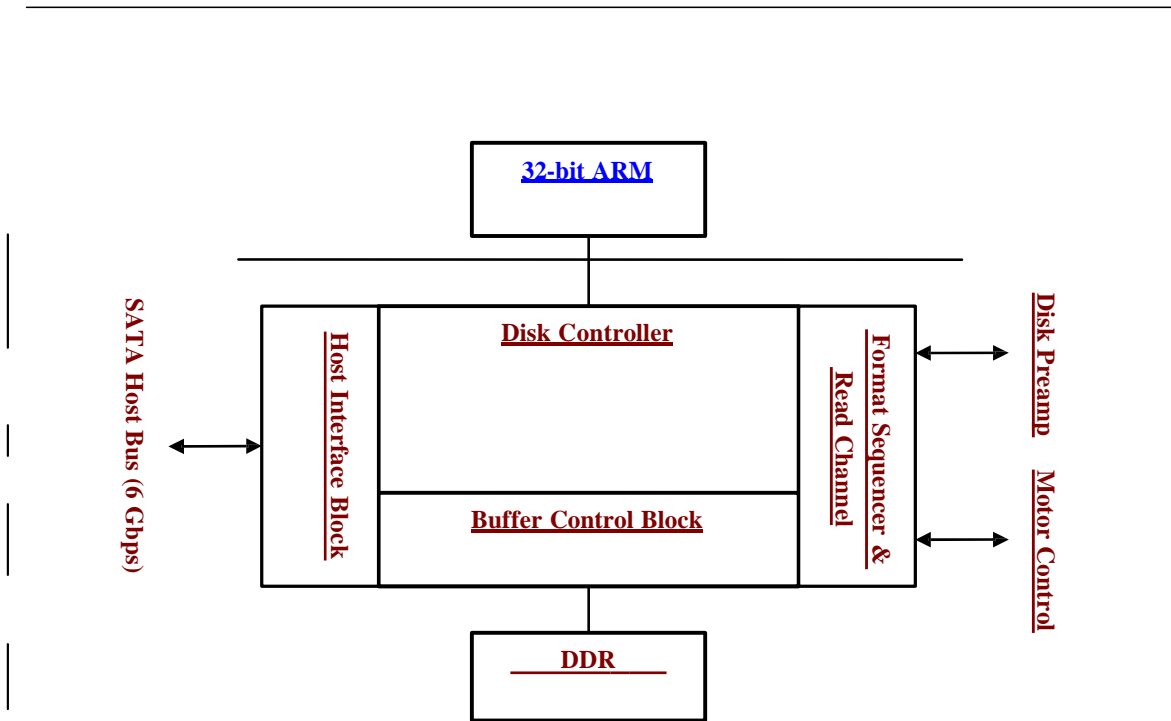 32-bit ARM
SATA Host Bus (6 Gbps)
Host Interface Block
Disk Controller
Buffer Control Block
Format Sequencer &
Read Channel
Disk Preamp
Motor Control
DDR